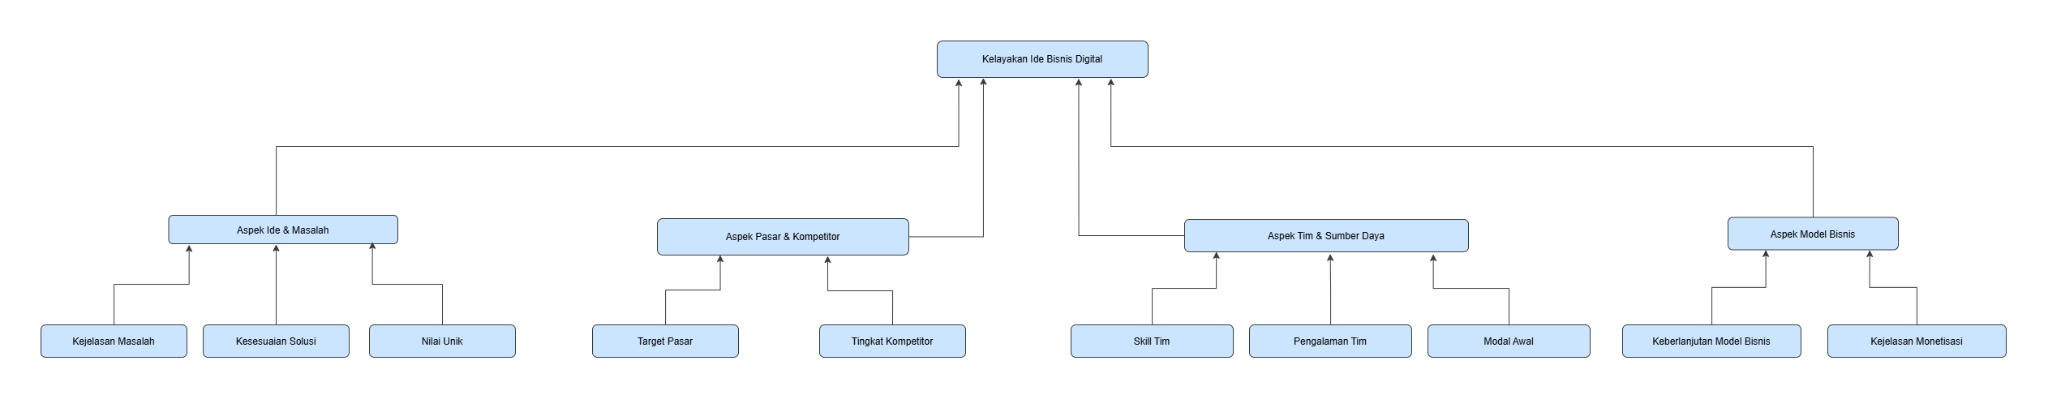 Kelayakan Ide Bisnis Digital
Aspek Ide & Masalah
Aspek Pasar & Kompetitor
Aspek Tim & Sumber Daya
Aspek Model Bisnis
Kejelasan Masalah
Kesesuaian Solusi
Nilai Unik
Target Pasar
Tingkat Kompetitor
Skill Tim
Pengalaman Tim
Modal Awal
Keberlanjutan Model Bisnis
Kejelasan Monetisasi